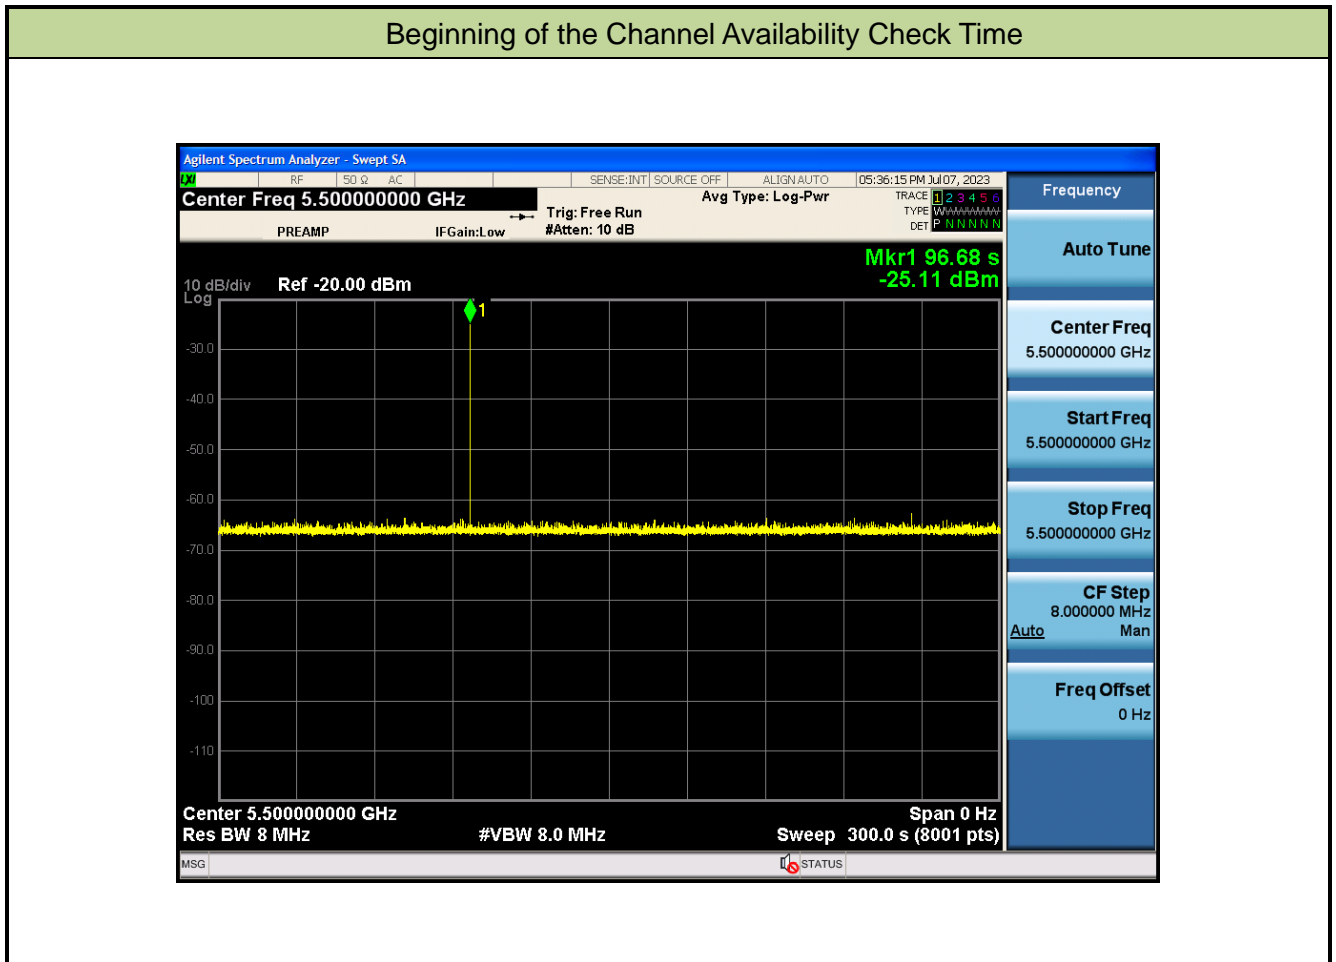 Beginning of the Channel Availability Check Time
Agilent Spectrum Analyzer - Swept SA
LXI RF 50 Ω AC SENSE:INT SOURCE OFF ALIGN AUTO 05:36:15 PM Jul 07, 2023
Center Freq 5.500000000 GHz
PREAMP IFGain:Low
Trig: Free Run
#Atten: 10 dB
Avg Type: Log-Pwr
TRACE 1 2 3 4 5 6
TYPE WWWWWW
DET P N N N N N
Mkr1 96.68 s
-25.11 dBm
10 dB/div Ref -20.00 dBm
Log
1
-30.0
-40.0
-50.0
-60.0
-70.0
-80.0
-90.0
-100
-110
Center 5.500000000 GHz Span 0 Hz
Res BW 8 MHz #VBW 8.0 MHz Sweep 300.0 s (8001 pts)
MSG STATUS
Frequency
Auto Tune
Center Freq
5.500000000 GHz
Start Freq
5.500000000 GHz
Stop Freq
5.500000000 GHz
CF Step
8.000000 MHz
Auto Man
Freq Offset
0 Hz